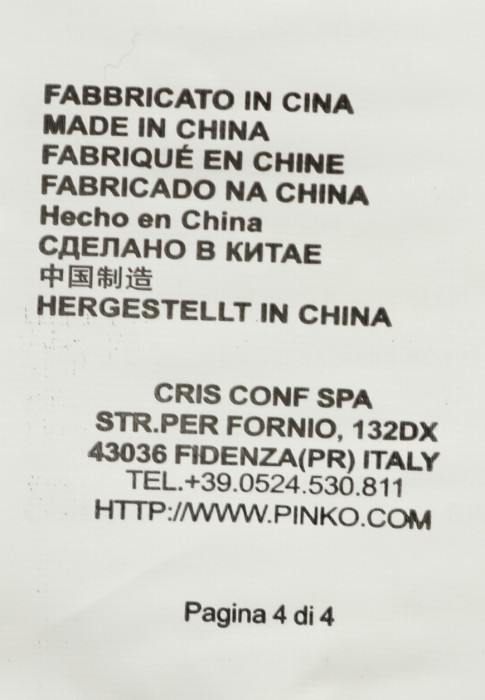 FABBRICATO IN CINA
MADE IN CHINA
FABRIQUÉ EN CHINE
FABRICADO NA CHINA
Hecho en China
СДЕЛАНО В КИТАЕ
中国制造
HERGESTELLT IN CHINA
CRIS CONF SPA
STR.PER FORNIO, 132DX
43036 FIDENZA(PR) ITALY
TEL.+39.0524.530.811
HTTP://WWW.PINKO.COM
Pagina 4 di 4